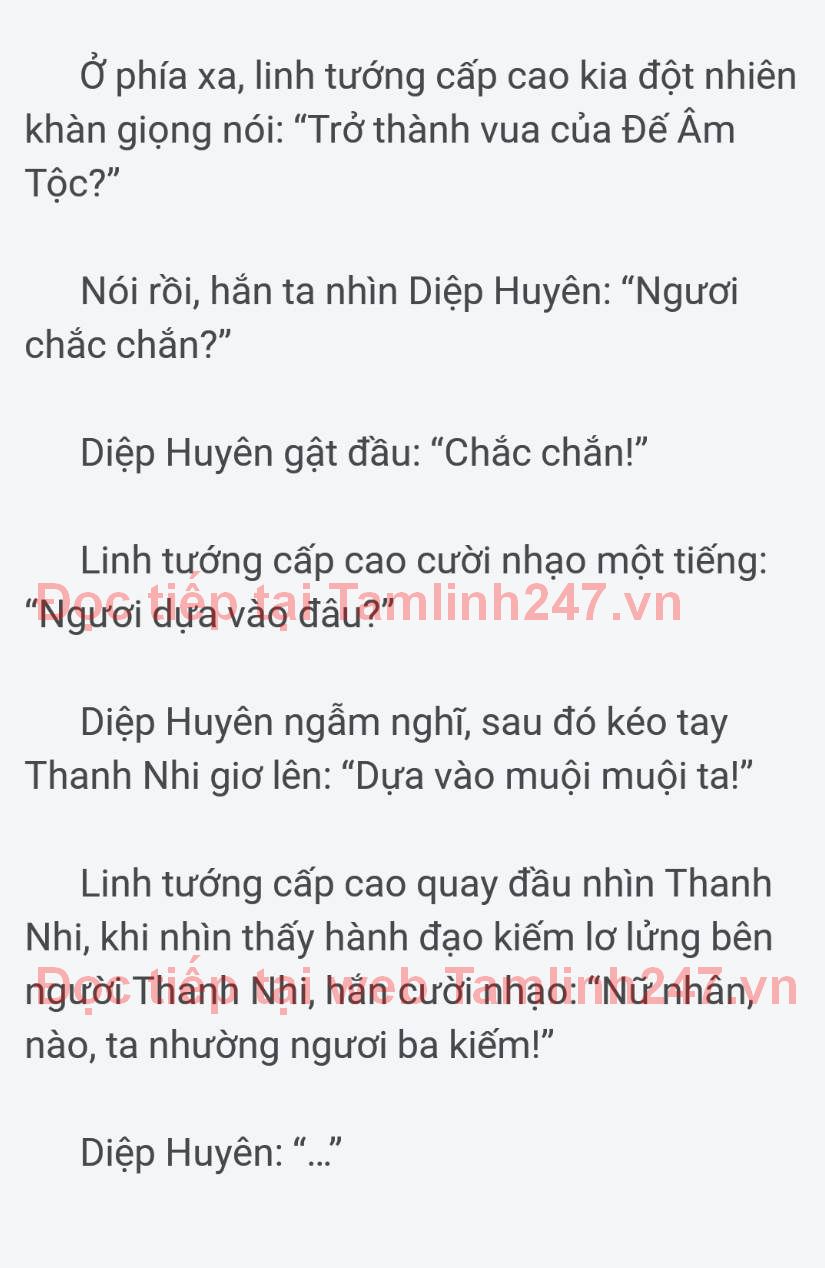 Ở phía xa, linh tướng cấp cao kia đột nhiên
khàn giọng nói: “Trở thành vua của Đế Âm
Tộc?”
Nói rồi, hắn ta nhìn Diệp Huyên: “Ngươi
chắc chắn?”
Diệp Huyên gật đầu: “Chắc chắn!”
Linh tướng cấp cao cười nhạo một tiếng:
Đọc tiếp tại Tamlinh247.vn
“Ngươi dựa vào đâu?”
Diệp Huyên ngẫm nghĩ, sau đó kéo tay
Thanh Nhi giơ lên: “Dựa vào muội muội ta!”
Linh tướng cấp cao quay đầu nhìn Thanh
Nhi, khi nhìn thấy hành đạo kiếm lơ lửng bên
Đọc tiếp tại web Tamlinh247.vn
người Thanh Nhi, hắn cười nhạo: “Nữ nhân,
nào, ta nhường ngươi ba kiếm!”
Diệp Huyên: “...”